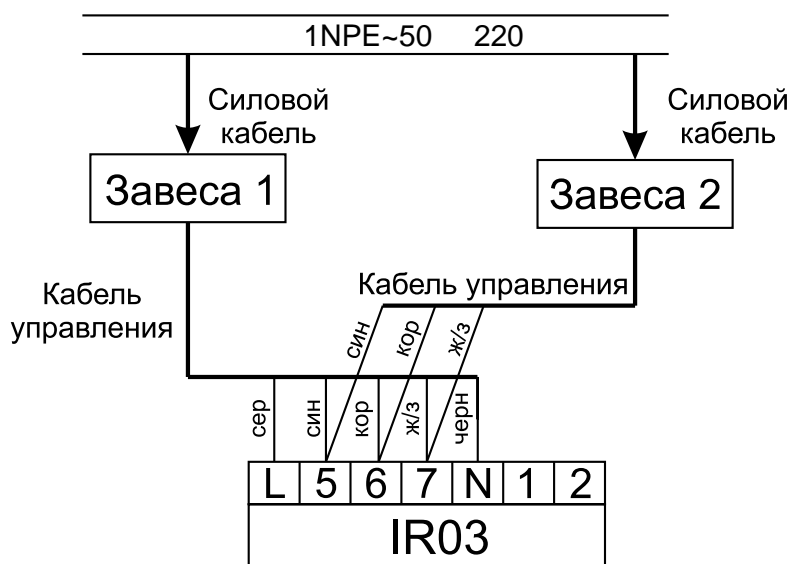 1NPE~50 220
Силовой
кабель
Силовой
кабель
Завеса 1
Завеса 2
Кабель
управления
Кабель управления
син
кор
ж/з
сер
син
кор
ж/з
черн
L 5 6 7 N 1 2
IR03